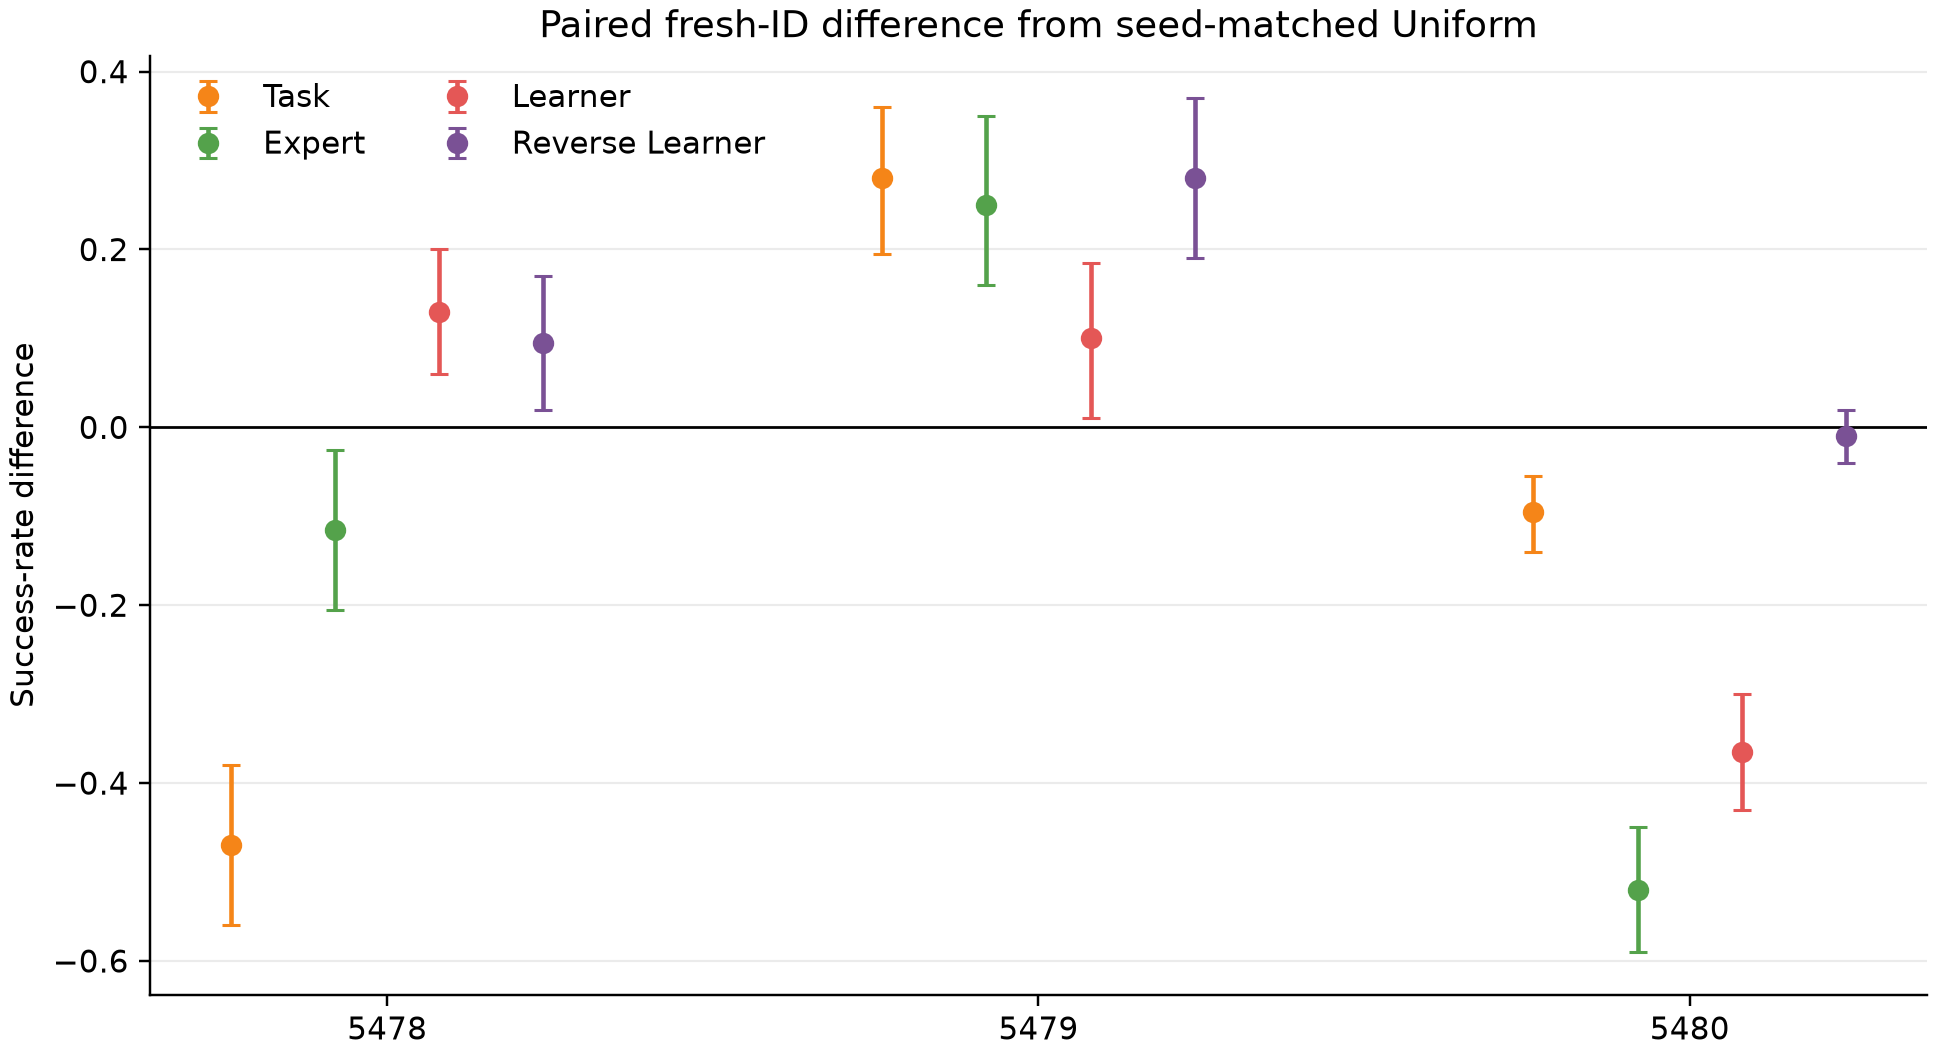 Paired fresh-ID difference from seed-matched Uniform
Task
Expert
Learner
Reverse Learner
Success-rate difference
0.4
0.2
0.0
−0.2
−0.4
−0.6
5478
5479
5480